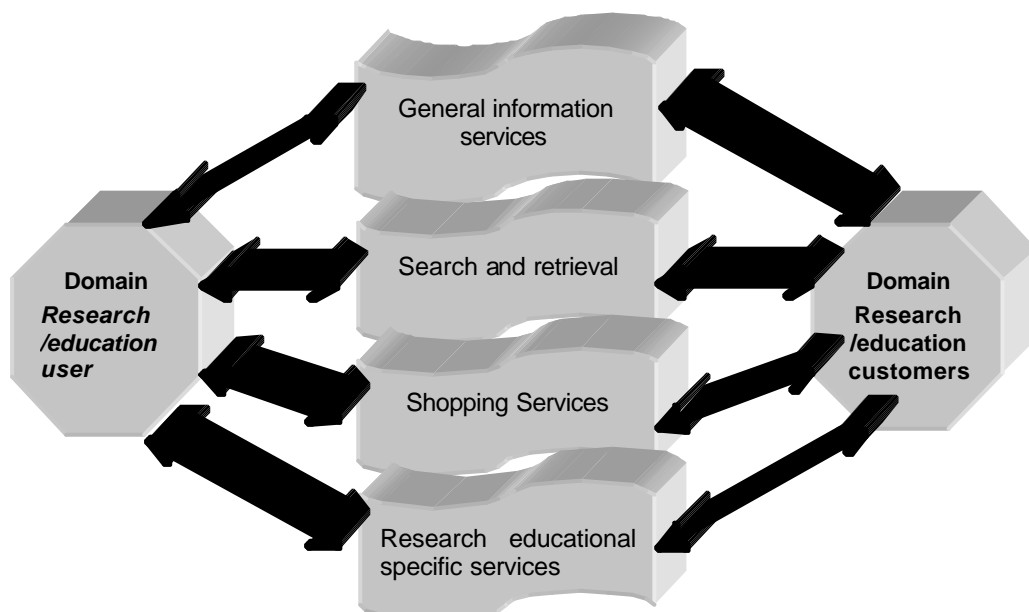 General information
services
Search and retrieval
Shopping Services
Research educational
specific services
Domain
Research
/education
user
Domain
Research
/education
customers